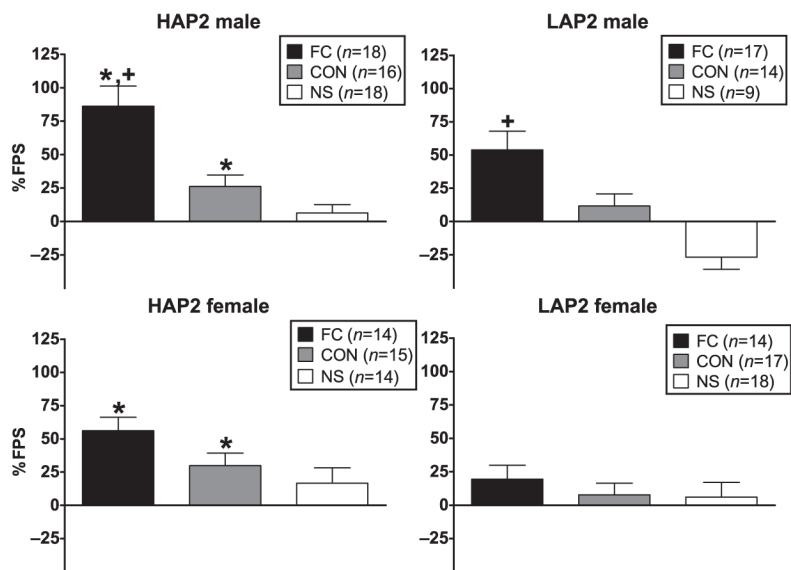 HAP2 male
FC (n=18)
CON (n=16)
NS (n=18)
*,+
*
125
100
75
50
25
0
–25
%FPS
LAP2 male
FC (n=17)
CON (n=14)
NS (n=9)
+
125
100
75
50
25
0
–25
HAP2 female
FC (n=14)
CON (n=15)
NS (n=14)
*
*
125
100
75
50
25
0
–25
%FPS
LAP2 female
FC (n=14)
CON (n=17)
NS (n=18)
125
100
75
50
25
0
–25